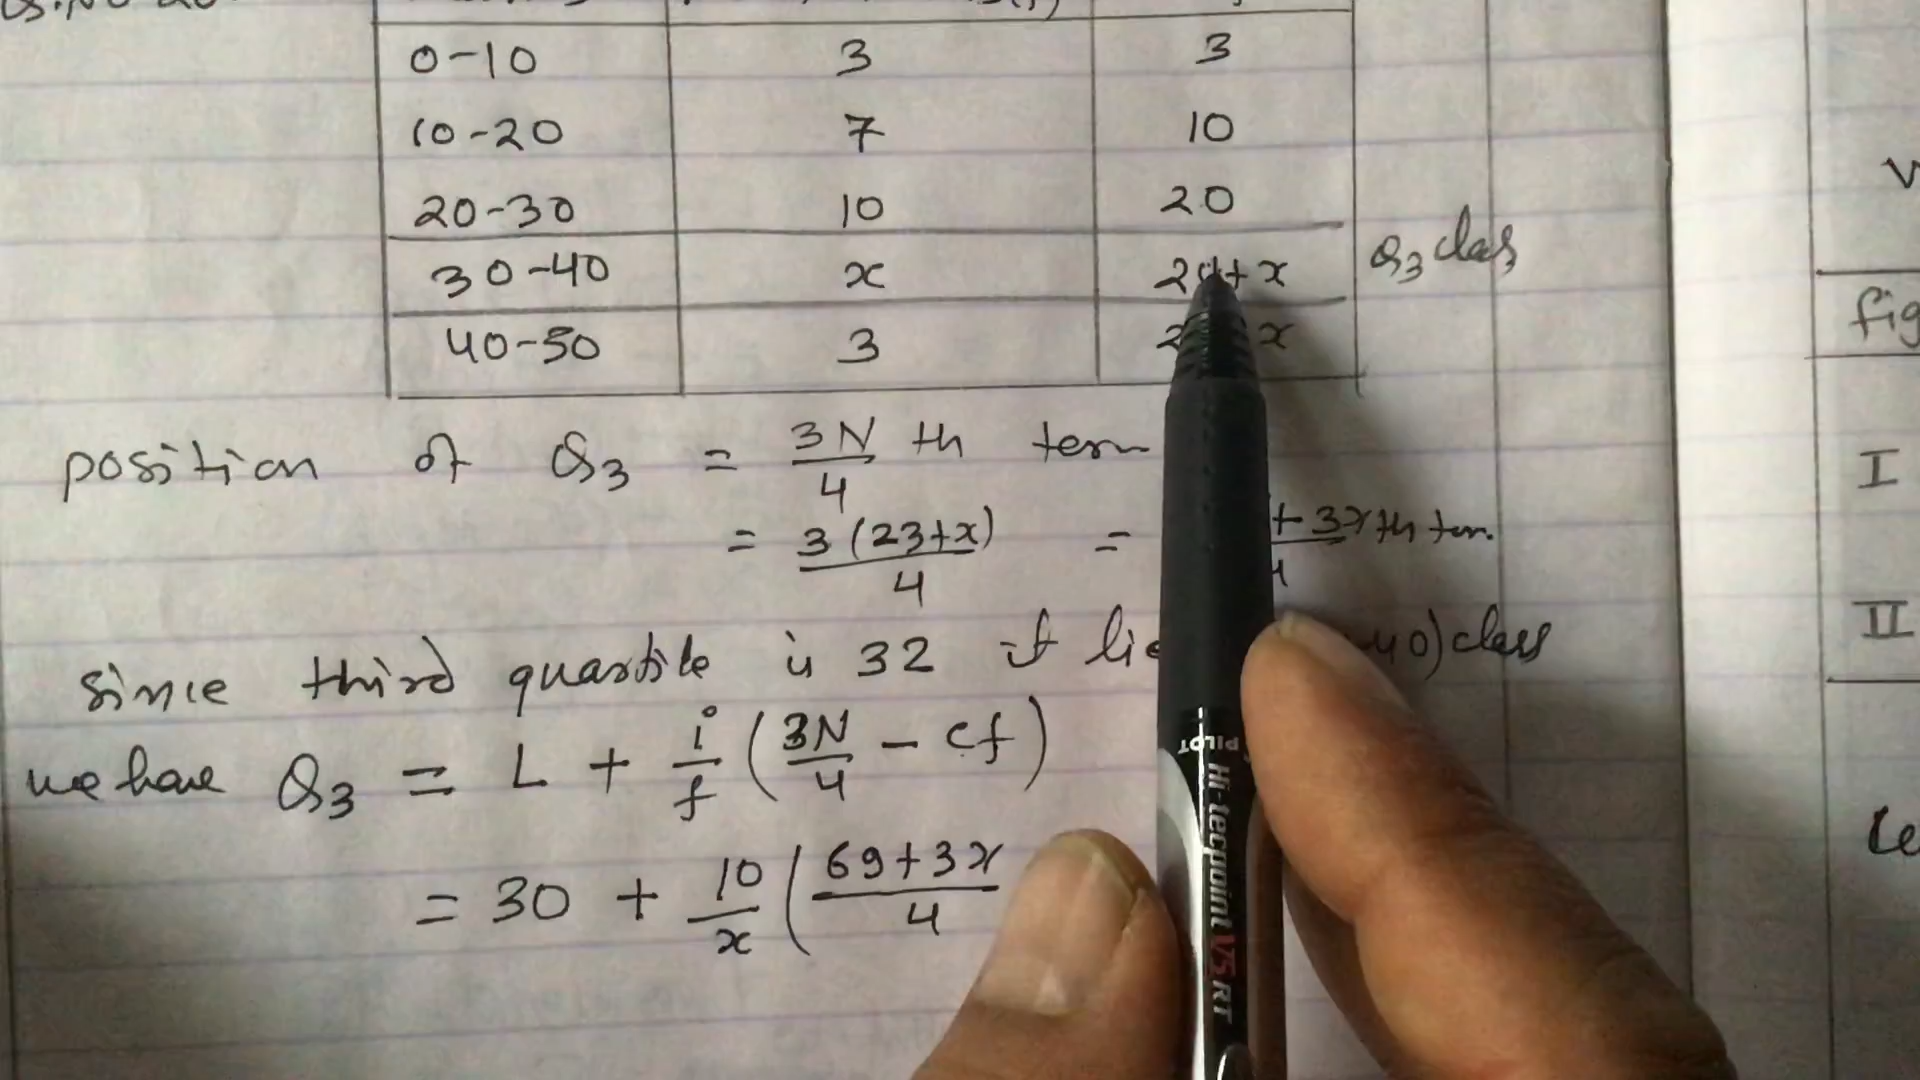 0-10 3 3
10-20 7 10
20-30 10 20
30-40 x 20+x Q3 class
40-50 3 x
position of Q3 = 3N/4 th term
= 3(23+x)/4 = + 3x th term
since third quartile is 32 it 40) class
we have Q3 = L + i/f (3N/4 - cf)
= 30 + 10/x (69+3x/4
fig
I
II
PILOT Hi-tecpoint V5 RT